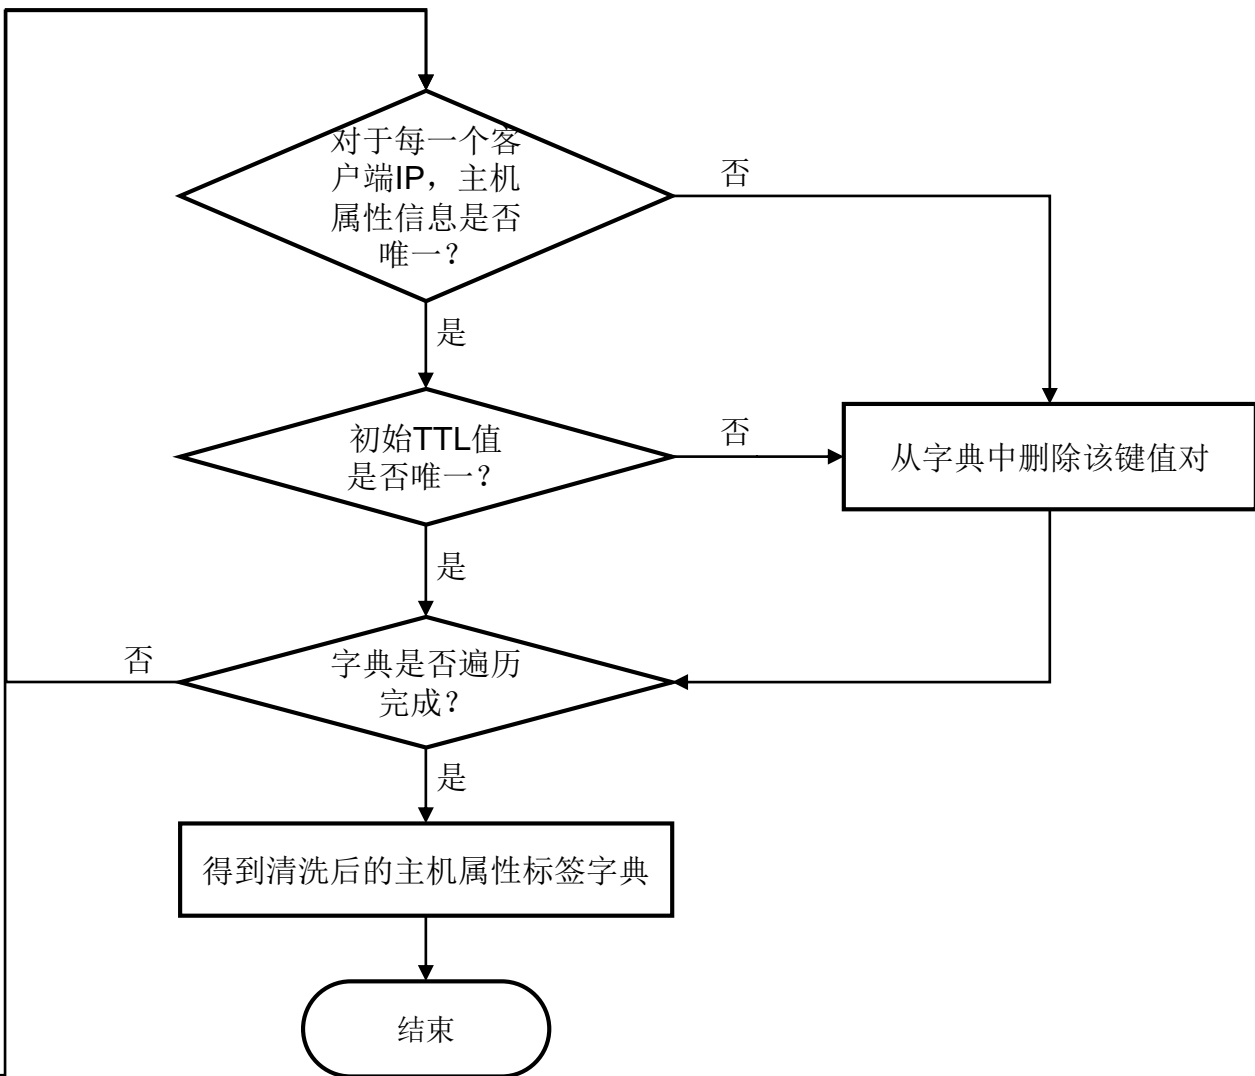 对于每一个客
户端IP，主机
属性信息是否
唯一？
否
是
初始TTL值
是否唯一？
否
从字典中删除该键值对
是
字典是否遍历
完成？
否
是
得到清洗后的主机属性标签字典
结束